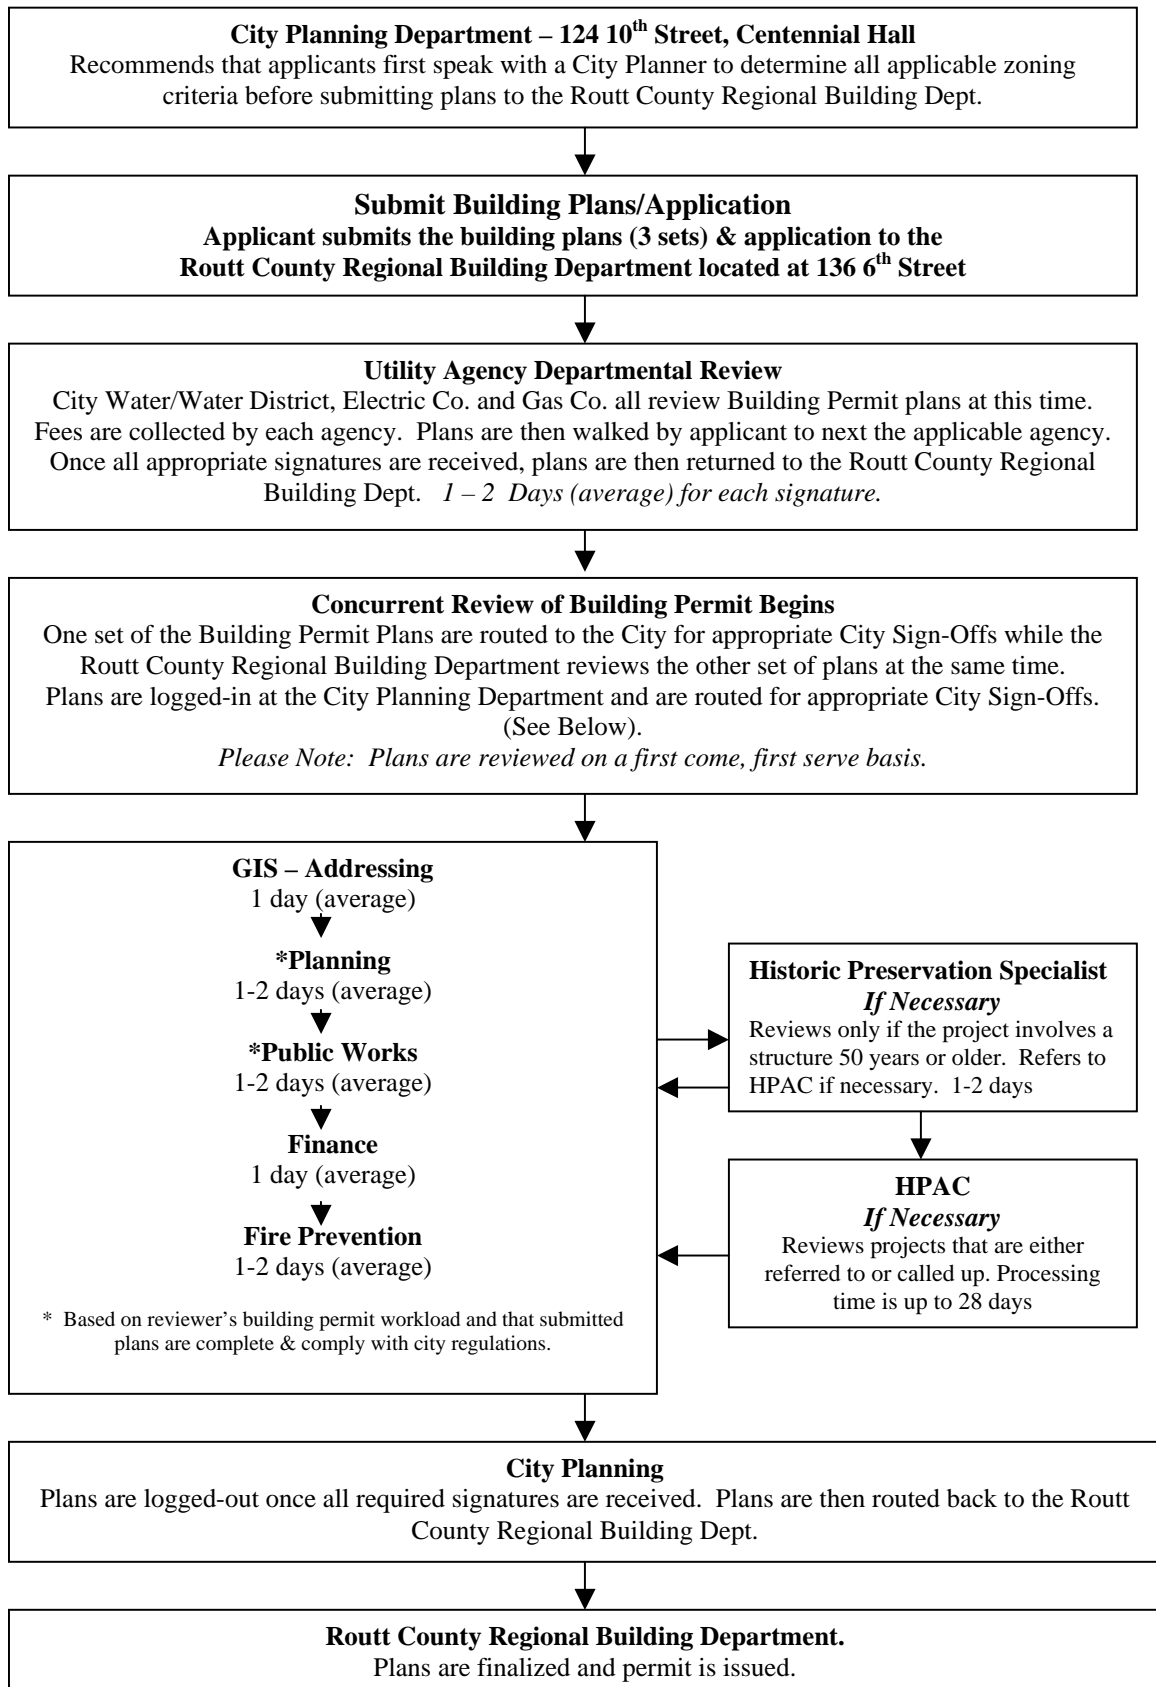 City Planning Department – 124 10th Street, Centennial Hall
Recommends that applicants first speak with a City Planner to determine all applicable zoning
criteria before submitting plans to the Routt County Regional Building Dept.
Submit Building Plans/Application
Applicant submits the building plans (3 sets) & application to the
Routt County Regional Building Department located at 136 6th Street
Utility Agency Departmental Review
City Water/Water District, Electric Co. and Gas Co. all review Building Permit plans at this time.
Fees are collected by each agency. Plans are then walked by applicant to next the applicable agency.
Once all appropriate signatures are received, plans are then returned to the Routt County Regional
Building Dept. 1 – 2 Days (average) for each signature.
Concurrent Review of Building Permit Begins
One set of the Building Permit Plans are routed to the City for appropriate City Sign-Offs while the
Routt County Regional Building Department reviews the other set of plans at the same time.
Plans are logged-in at the City Planning Department and are routed for appropriate City Sign-Offs.
(See Below).
Please Note: Plans are reviewed on a first come, first serve basis.
GIS – Addressing
1 day (average)
*Planning
1-2 days (average)
*Public Works
1-2 days (average)
Finance
1 day (average)
Fire Prevention
1-2 days (average)
* Based on reviewer's building permit workload and that submitted
plans are complete & comply with city regulations.
Historic Preservation Specialist
If Necessary
Reviews only if the project involves a
structure 50 years or older. Refers to
HPAC if necessary. 1-2 days
HPAC
If Necessary
Reviews projects that are either
referred to or called up. Processing
time is up to 28 days
City Planning
Plans are logged-out once all required signatures are received. Plans are then routed back to the Routt
County Regional Building Dept.
Routt County Regional Building Department.
Plans are finalized and permit is issued.